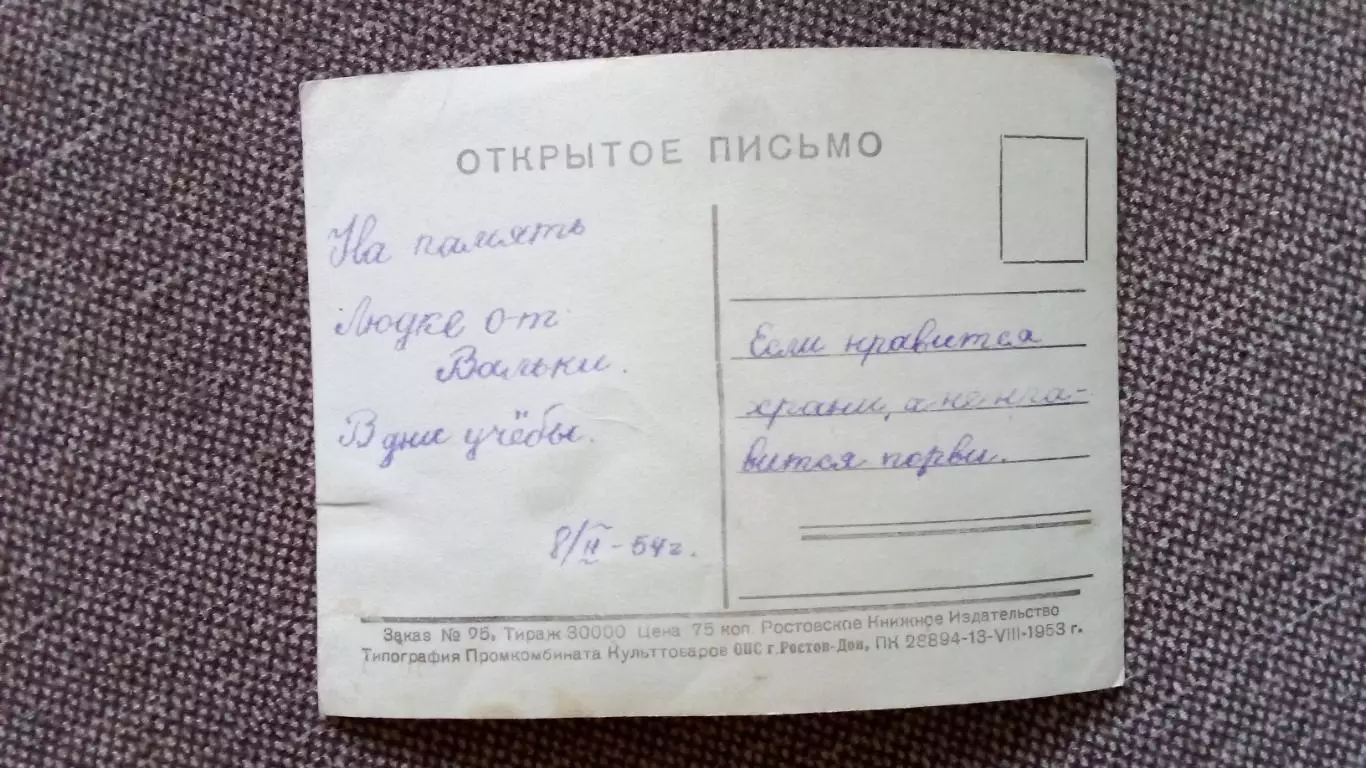 ОТКРЫТОЕ ПИСЬМО
На память
Людке от
Вальки.
В дни учёбы.
8/II - 54 г.
Если нравится
храни, а не нра-
вится порви.
Заказ № 95. Тираж 30000 Цена 75 коп. Ростовское Книжное Издательство
Типография Промкомбината Культтоваров ОПС г. Ростов-Дон, ПК 28894-13-VIII-1953 г.